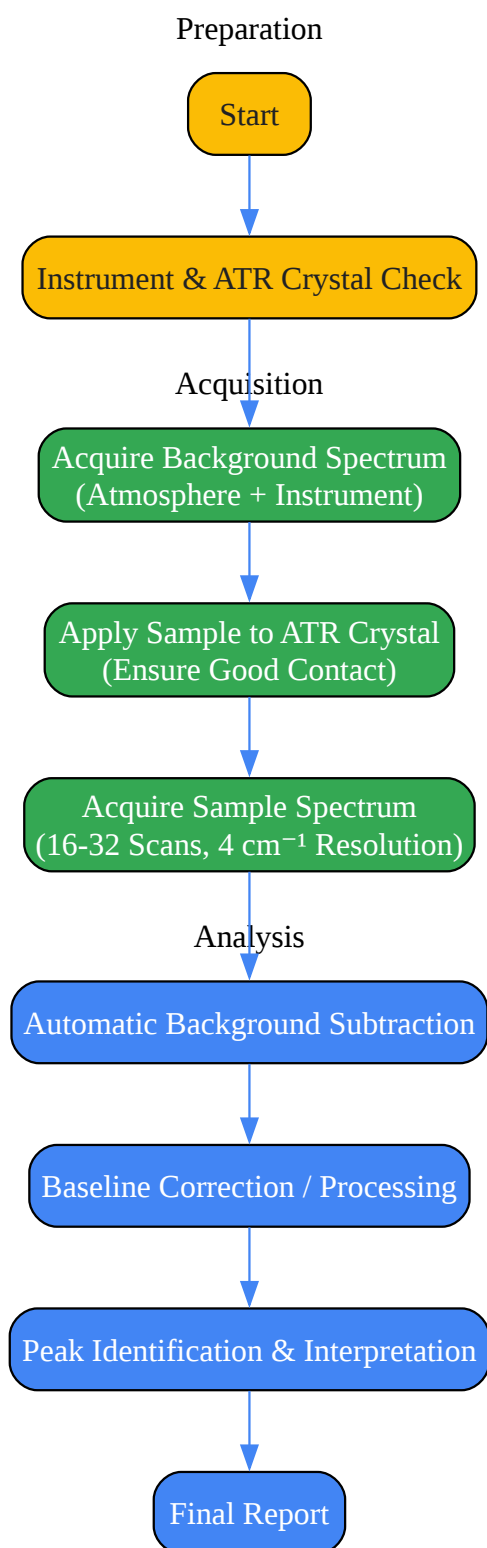 Preparation
Start
Instrument & ATR Crystal Check
Acquisition
Acquire Background Spectrum
(Atmosphere + Instrument)
Apply Sample to ATR Crystal
(Ensure Good Contact)
Acquire Sample Spectrum
(16-32 Scans, 4 cm⁻¹ Resolution)
Analysis
Automatic Background Subtraction
Baseline Correction / Processing
Peak Identification & Interpretation
Final Report